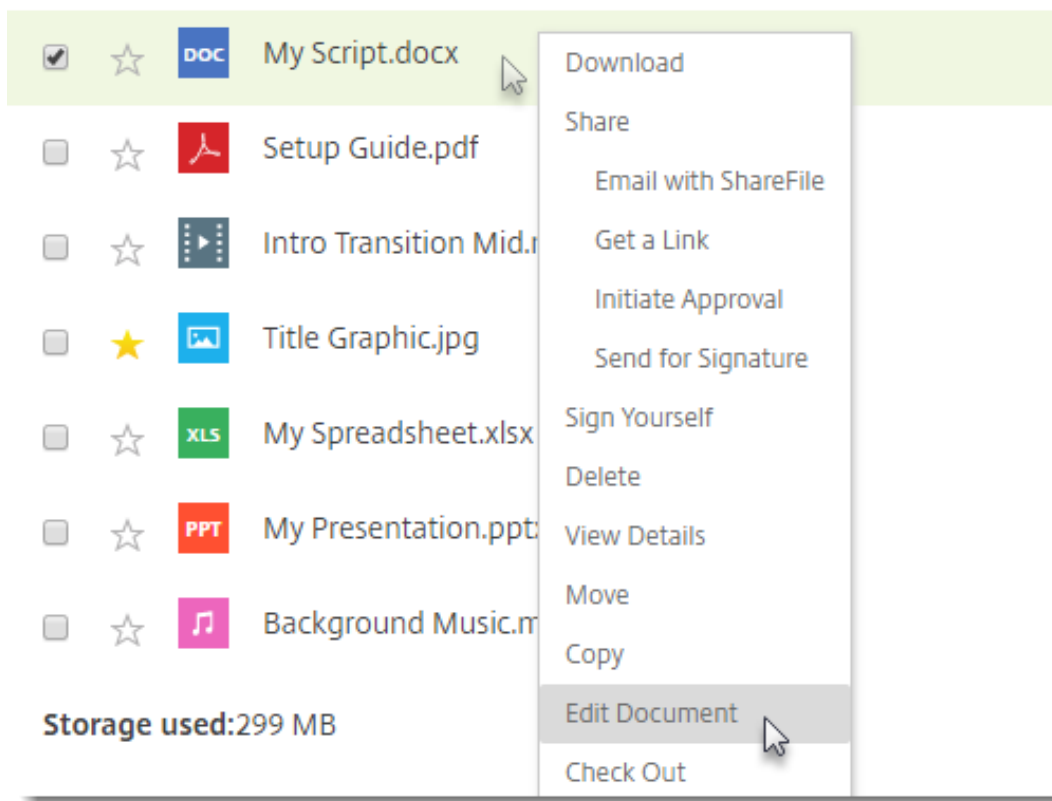 DOC My Script.docx
Setup Guide.pdf
Intro Transition Mid.
Title Graphic.jpg
XLS My Spreadsheet.xlsx
PPT My Presentation.ppt
Background Music.m
Storage used:299 MB
Download
Share
Email with ShareFile
Get a Link
Initiate Approval
Send for Signature
Sign Yourself
Delete
View Details
Move
Copy
Edit Document
Check Out